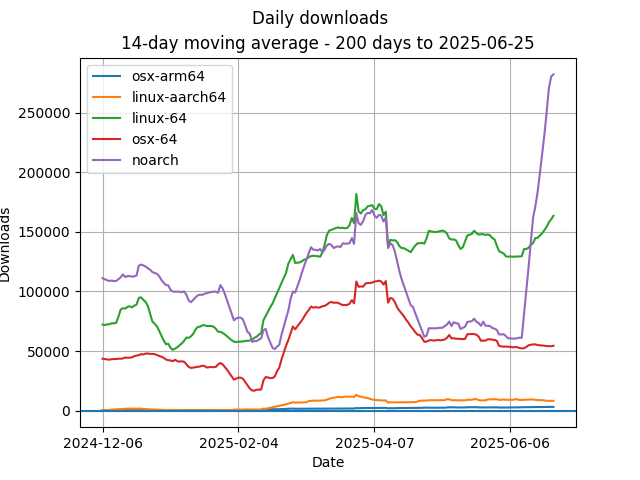 Daily downloads
14-day moving average - 200 days to 2025-06-25
osx-arm64
linux-aarch64
linux-64
osx-64
noarch
250000
200000
150000
100000
50000
0
Downloads
2024-12-06
2025-02-04
2025-04-07
2025-06-06
Date